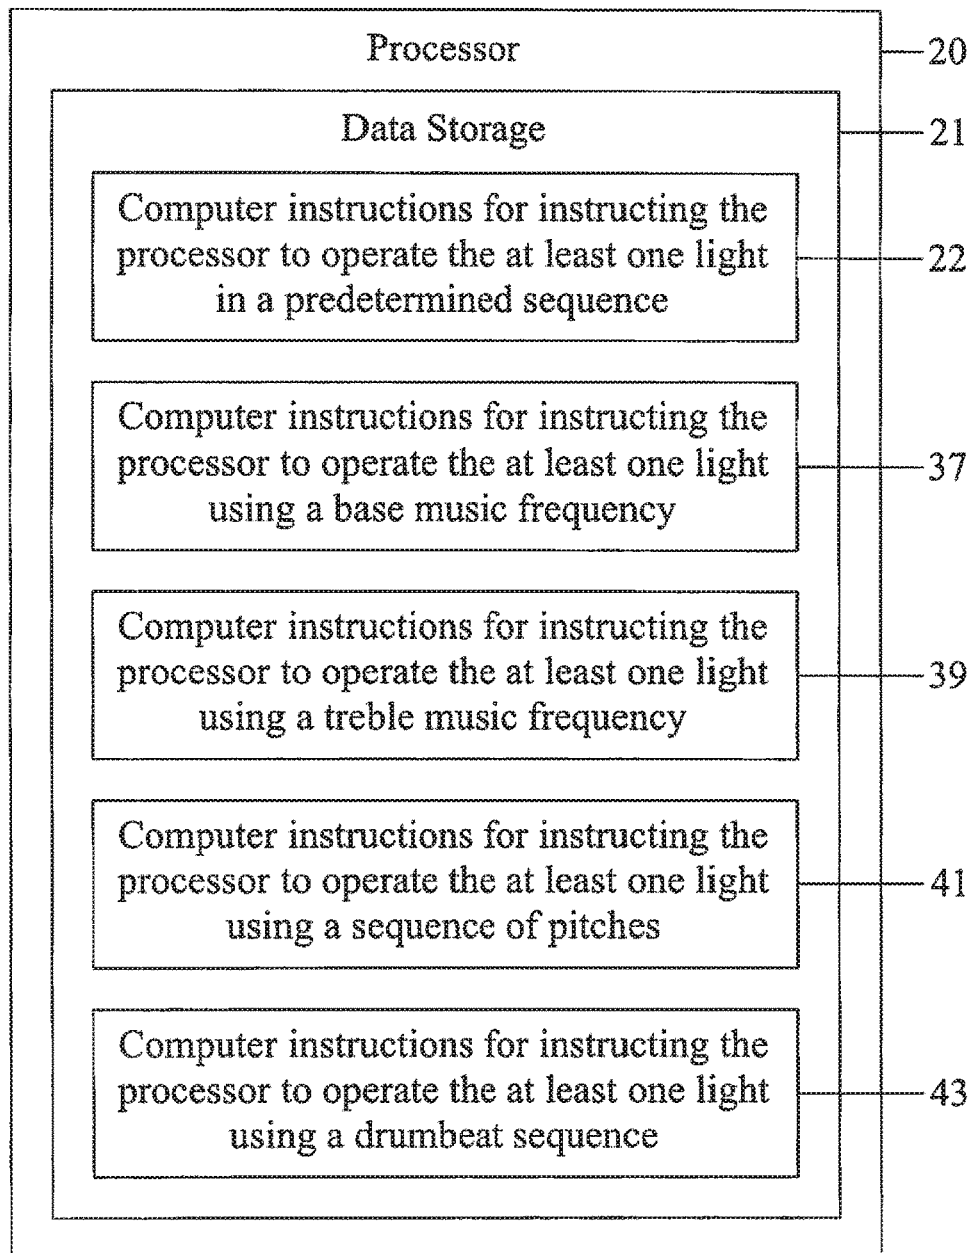 Processor
20
Data Storage
21
Computer instructions for instructing the
processor to operate the at least one light
in a predetermined sequence
22
Computer instructions for instructing the
processor to operate the at least one light
using a base music frequency
37
Computer instructions for instructing the
processor to operate the at least one light
using a treble music frequency
39
Computer instructions for instructing the
processor to operate the at least one light
using a sequence of pitches
41
Computer instructions for instructing the
processor to operate the at least one light
using a drumbeat sequence
43